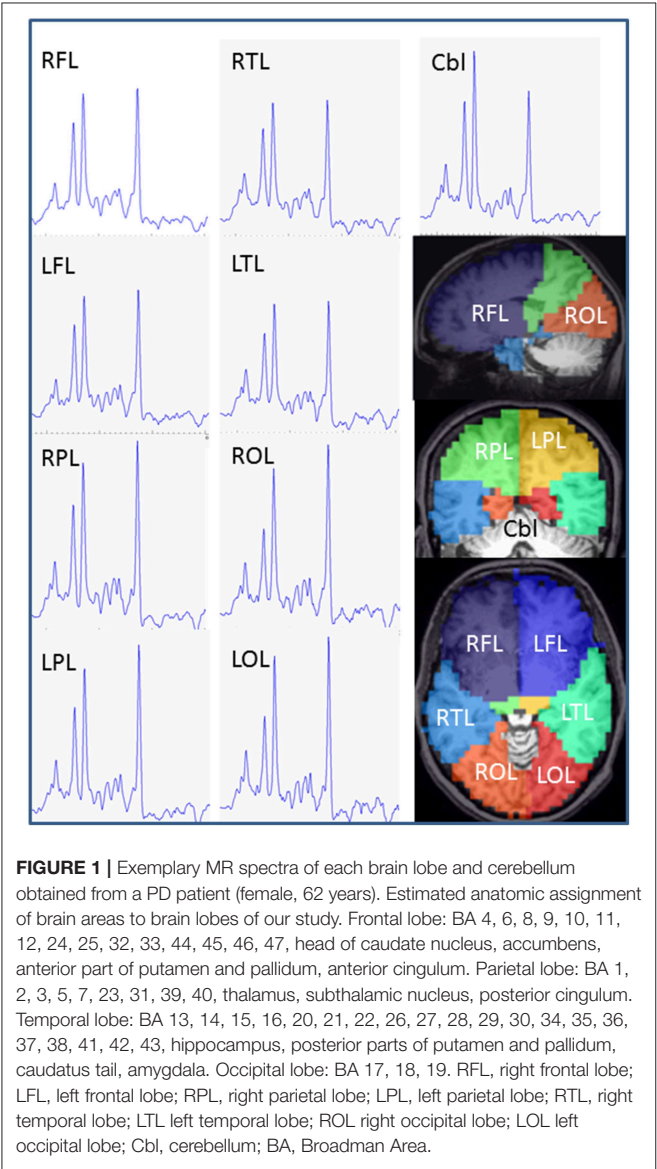 RFL
RTL
Cbl
LFL
LTL
RFL
ROL
RPL
ROL
RPL
LPL
Cbl
LPL
LOL
RFL
LFL
RTL
LTL
ROL
LOL
FIGURE 1 | Exemplary MR spectra of each brain lobe and cerebellum
obtained from a PD patient (female, 62 years). Estimated anatomic assignment
of brain areas to brain lobes of our study. Frontal lobe: BA 4, 6, 8, 9, 10, 11,
12, 24, 25, 32, 33, 44, 45, 46, 47, head of caudate nucleus, accumbens,
anterior part of putamen and pallidum, anterior cingulum. Parietal lobe: BA 1,
2, 3, 5, 7, 23, 31, 39, 40, thalamus, subthalamic nucleus, posterior cingulum.
Temporal lobe: BA 13, 14, 15, 16, 20, 21, 22, 26, 27, 28, 29, 30, 34, 35, 36,
37, 38, 41, 42, 43, hippocampus, posterior parts of putamen and pallidum,
caudatus tail, amygdala. Occipital lobe: BA 17, 18, 19. RFL, right frontal lobe;
LFL, left frontal lobe; RPL, right parietal lobe; LPL, left parietal lobe; RTL, right
temporal lobe; LTL left temporal lobe; ROL right occipital lobe; LOL left
occipital lobe; Cbl, cerebellum; BA, Broadman Area.